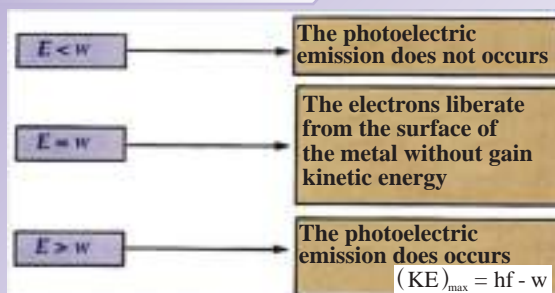 E < w
The photoelectric
emission does not occurs
E = w
The electrons liberate
from the surface of
the metal without gain
kinetic energy
E > w
The photoelectric
emission does occurs
(KE)max = hf - w